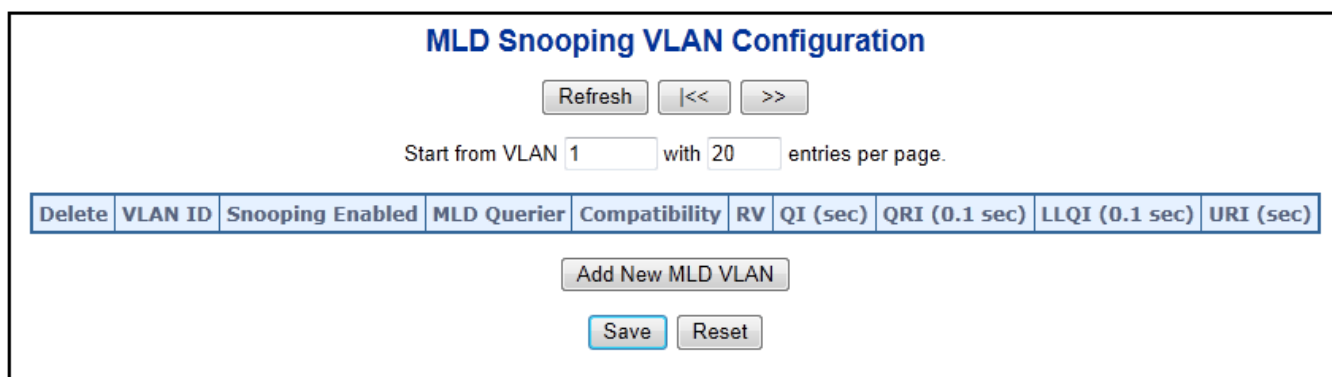 MLD Snooping VLAN Configuration
Refresh |<< >>
Start from VLAN 1 with 20 entries per page.
Delete VLAN ID Snooping Enabled MLD Querier Compatibility RV QI (sec) QRI (0.1 sec) LLQI (0.1 sec) URI (sec)
Add New MLD VLAN
Save Reset